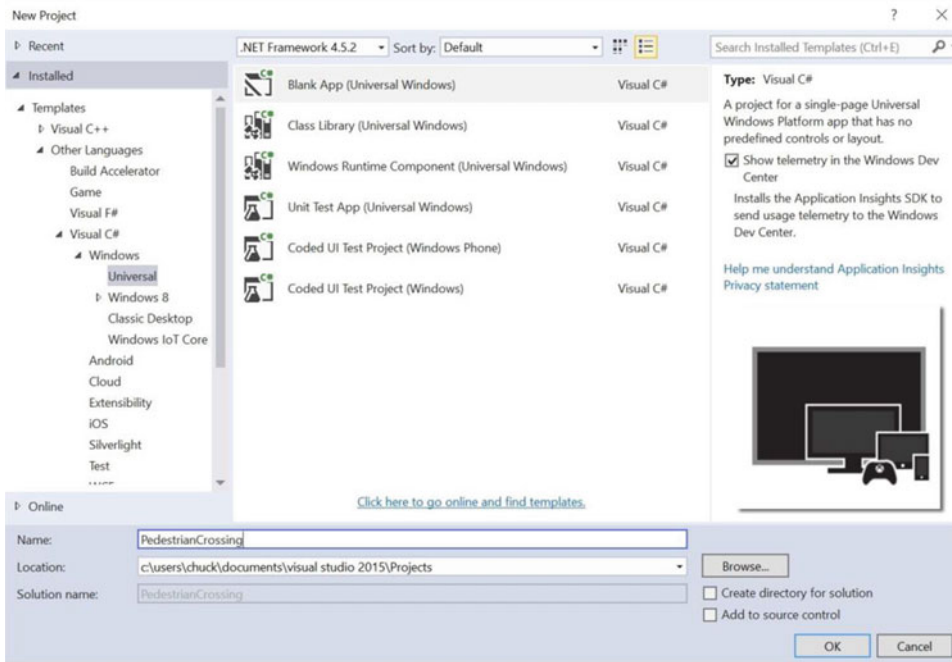 New Project
? ×
Recent
.NET Framework 4.5.2
Sort by: Default
Search Installed Templates (Ctrl+E)
Installed
Templates
Visual C++
Other Languages
Build Accelerator
Game
Visual F#
Visual C#
Windows
Universal
Windows 8
Classic Desktop
Windows IoT Core
Android
Cloud
Extensibility
iOS
Silverlight
Test
Online
Blank App (Universal Windows) Visual C#
Class Library (Universal Windows) Visual C#
Windows Runtime Component (Universal Windows) Visual C#
Unit Test App (Universal Windows) Visual C#
Coded UI Test Project (Windows Phone) Visual C#
Coded UI Test Project (Windows) Visual C#
Click here to go online and find templates.
Type: Visual C#
A project for a single-page Universal
Windows Platform app that has no
predefined controls or layout.
Show telemetry in the Windows Dev
Center
Installs the Application Insights SDK to
send usage telemetry to the Windows
Dev Center.
Help me understand Application Insights
Privacy statement
Name: PedestrianCrossing
Location: c:\users\chuck\documents\visual studio 2015\Projects
Browse...
Solution name: PedestrianCrossing
Create directory for solution
Add to source control
OK
Cancel